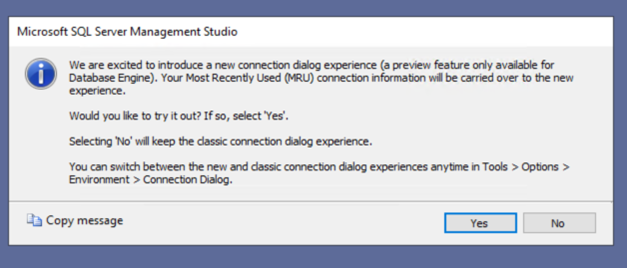 Microsoft SQL Server Management Studio
We are excited to introduce a new connection dialog experience (a preview feature only available for
Database Engine). Your Most Recently Used (MRU) connection information will be carried over to the new
experience.
Would you like to try it out? If so, select 'Yes'.
Selecting 'No' will keep the classic connection dialog experience.
You can switch between the new and classic connection dialog experiences anytime in Tools > Options >
Environment > Connection Dialog.
Copy message
Yes
No